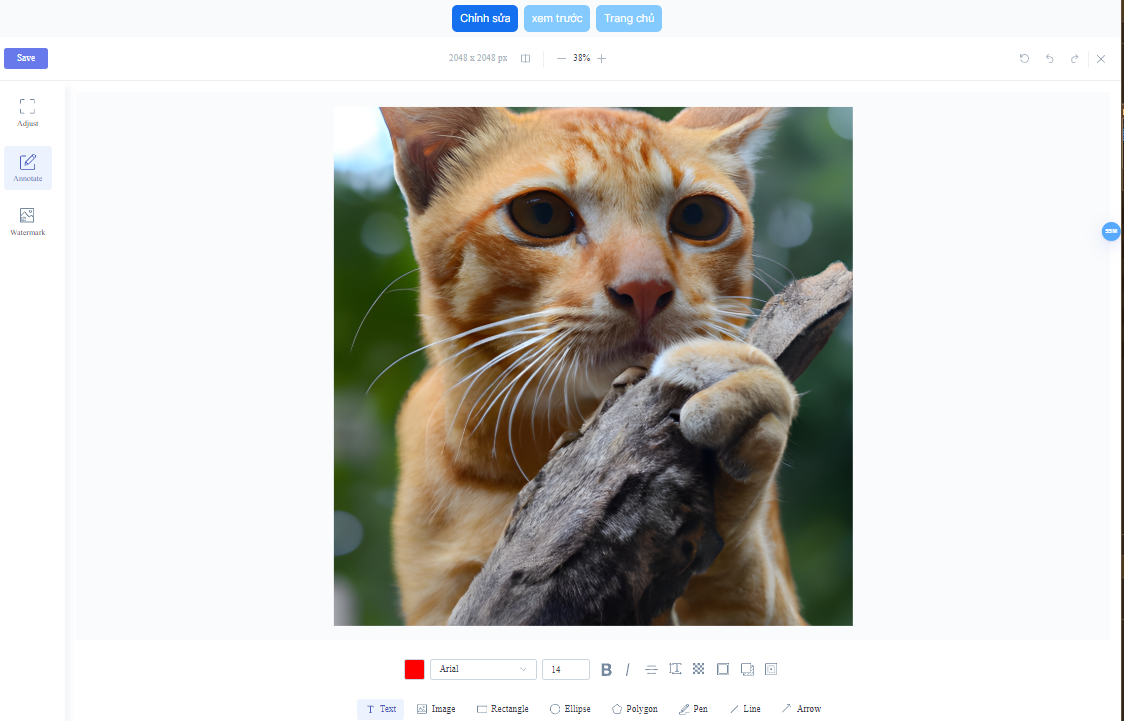 Chỉnh sửa xem trước Trang chủ
Save 2048 x 2048 px 38%
Adjust
Annotate
Watermark
55M
Arial 14 B I
T Text Image Rectangle Ellipse Polygon Pen Line Arrow